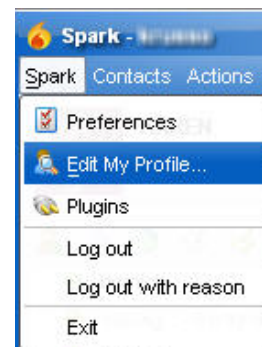 Spark -
Spark Contacts Actions
Preferences
Edit My Profile...
Plugins
Log out
Log out with reason
Exit